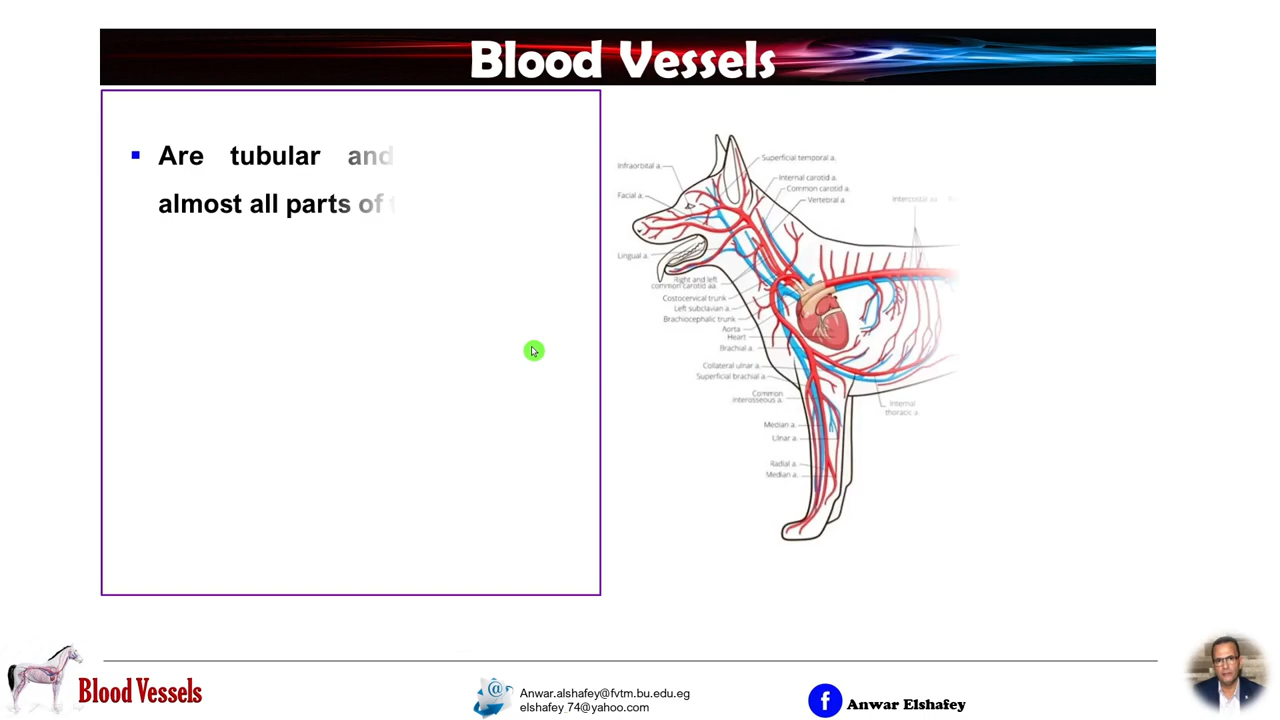 Blood Vessels
Are tubular and
almost all parts of
Infraorbital a.
Superficial temporal a.
Internal carotid a.
Common carotid a.
Facial a.
Vertebral a.
Intercostal aa.
Lingual a.
Right and left
common carotid aa.
Costocervical trunk
Left subclavian a.
Brachiocephalic trunk
Aorta
Heart
Brachial a.
Collateral ulnar a.
Superficial brachial a.
Common
interosseous a.
Internal
thoracic a.
Median a.
Ulnar a.
Radial a.
Median a.
Blood Vessels
Anwar.alshafey@fvtm.bu.edu.eg
elshafey_74@yahoo.com
f
Anwar Elshafey